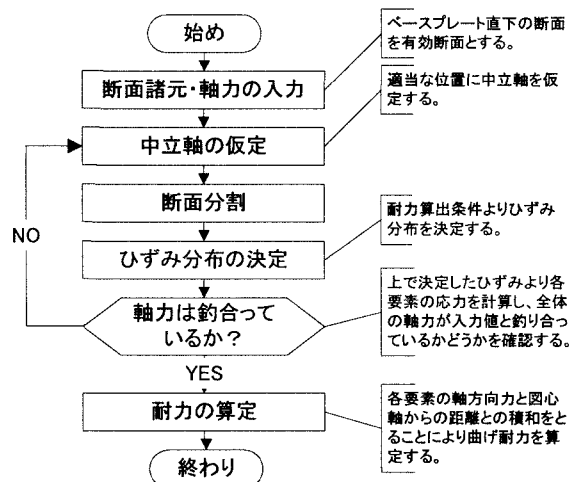 始め
ベースプレート直下の断面
を有効断面とする。
断面諸元・軸力の入力
適当な位置に中立軸を仮
定する。
中立軸の仮定
断面分割
耐力算出条件よりひずみ
分布を決定する。
ひずみ分布の決定
NO
軸力は釣合って
いるか？
上で決定したひずみより各
要素の応力を計算し、全体
の軸力が入力値と釣り合っ
ているかどうかを確認する。
YES
耐力の算定
各要素の軸方向力と図心
軸からの距離との積和をと
ることにより曲げ耐力を算
定する。
終わり